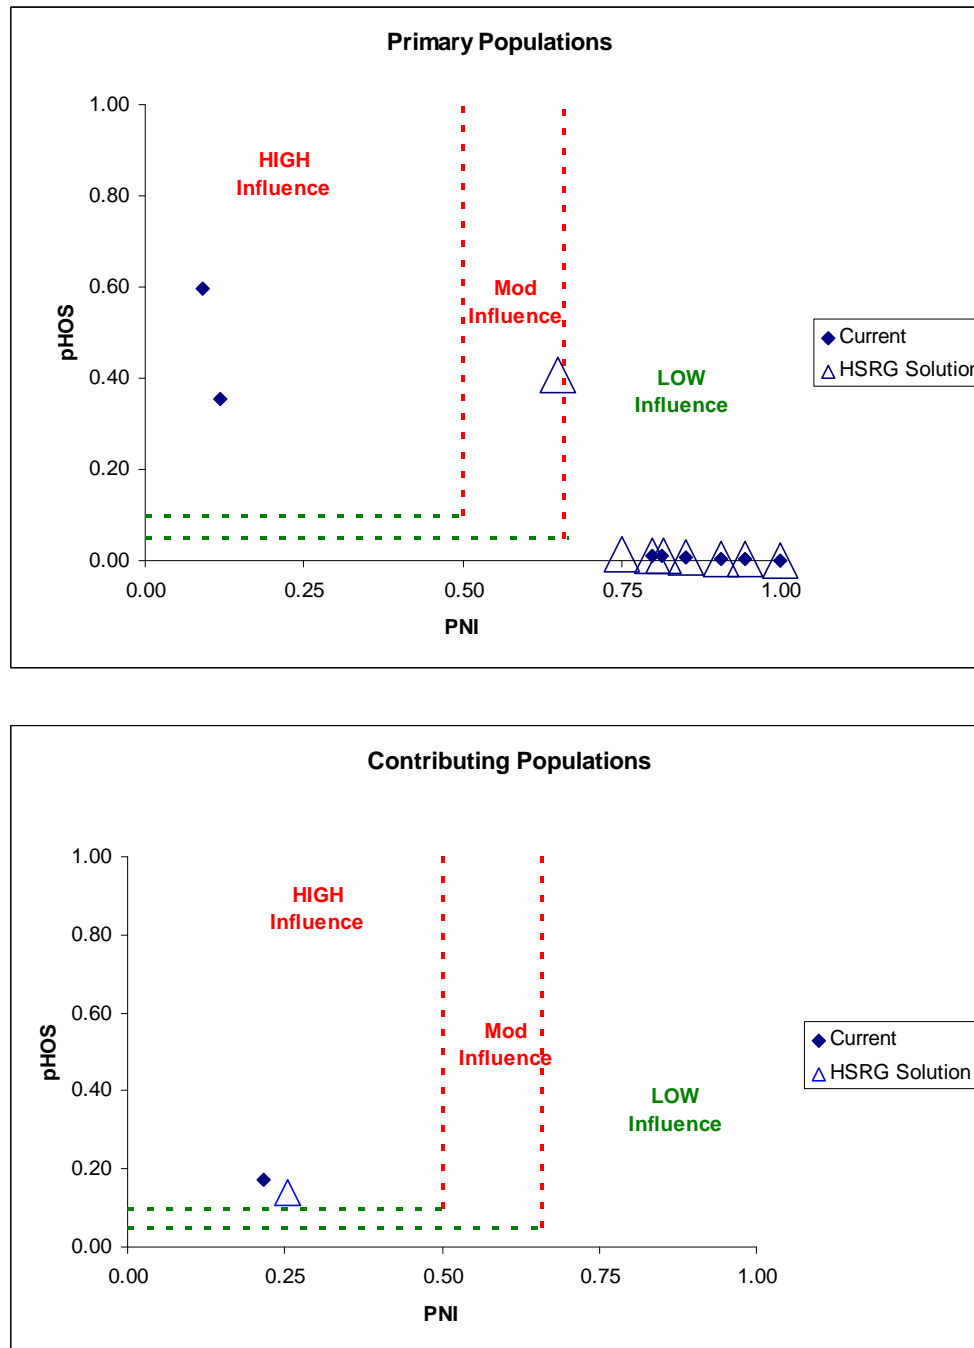 Primary Populations
1.00
HIGH
Influence
0.80
0.60
Mod
Influence
pHOS
Current
HSRG Solution
0.40
LOW
Influence
0.20
0.00
0.00
0.25
0.50
0.75
1.00
PNI
Contributing Populations
1.00
HIGH
Influence
0.80
0.60
Mod
Influence
pHOS
Current
HSRG Solution
0.40
LOW
Influence
0.20
0.00
0.00
0.25
0.50
0.75
1.00
PNI